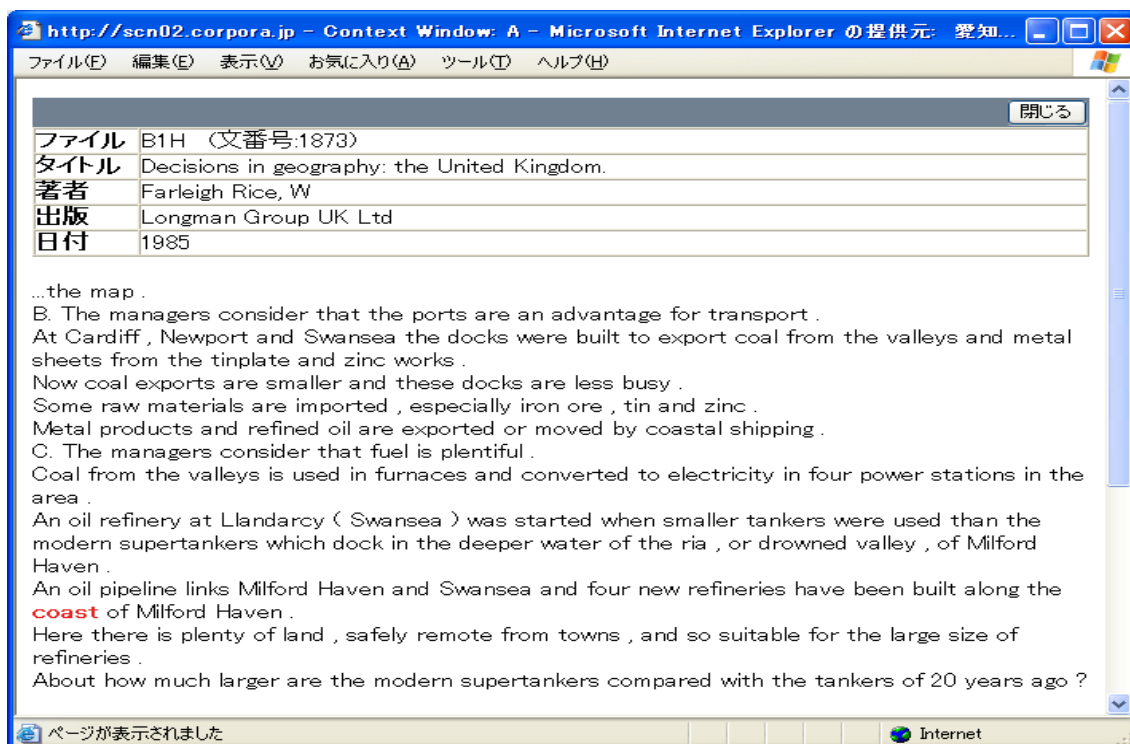 http://scn02.corpora.jp - Context Window: A - Microsoft Internet Explorer の提供元: 愛知...
ファイル(F) 編集(E) 表示(V) お気に入り(A) ツール(T) ヘルプ(H)
閉じる
ファイル B1H (文番号:1873)
タイトル Decisions in geography: the United Kingdom.
著者 Farleigh Rice, W
出版 Longman Group UK Ltd
日付 1985
...the map .
B. The managers consider that the ports are an advantage for transport .
At Cardiff , Newport and Swansea the docks were built to export coal from the valleys and metal
sheets from the tinplate and zinc works .
Now coal exports are smaller and these docks are less busy .
Some raw materials are imported , especially iron ore , tin and zinc .
Metal products and refined oil are exported or moved by coastal shipping .
C. The managers consider that fuel is plentiful .
Coal from the valleys is used in furnaces and converted to electricity in four power stations in the
area .
An oil refinery at Llandarcy ( Swansea ) was started when smaller tankers were used than the
modern supertankers which dock in the deeper water of the ria , or drowned valley , of Milford
Haven .
An oil pipeline links Milford Haven and Swansea and four new refineries have been built along the
coast of Milford Haven .
Here there is plenty of land , safely remote from towns , and so suitable for the large size of
refineries .
About how much larger are the modern supertankers compared with the tankers of 20 years ago ?
ページが表示されました Internet